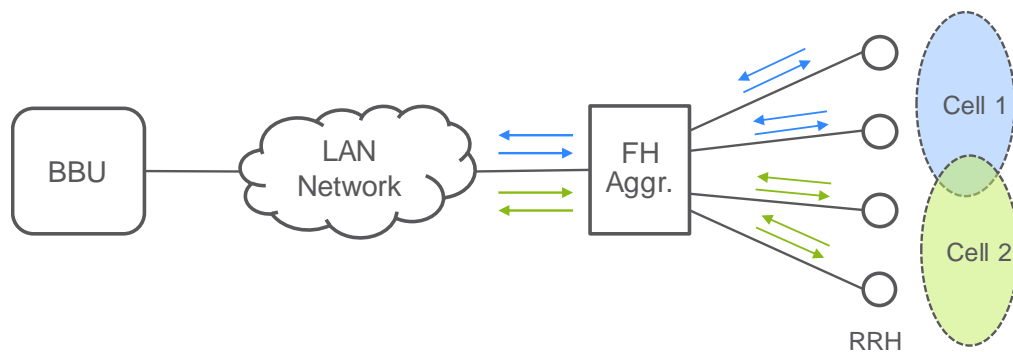 BBU
LAN
Network
FH
Aggr.
Cell 1
Cell 2
RRH